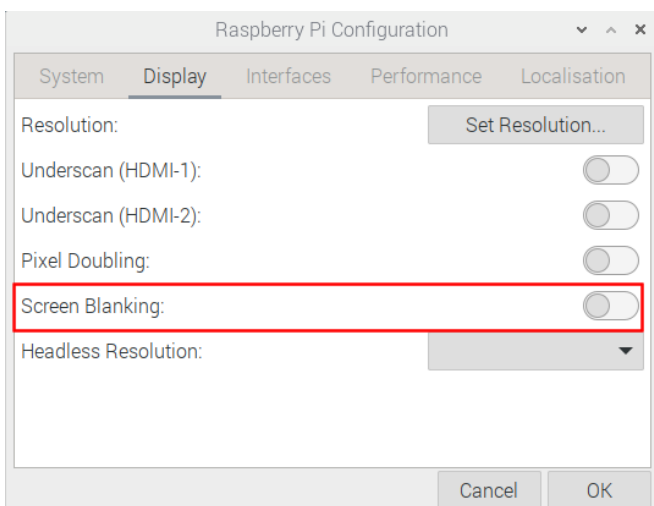 Raspberry Pi Configuration
System Display Interfaces Performance Localisation
Resolution: Set Resolution...
Underscan (HDMI-1):
Underscan (HDMI-2):
Pixel Doubling:
Screen Blanking:
Headless Resolution:
Cancel OK